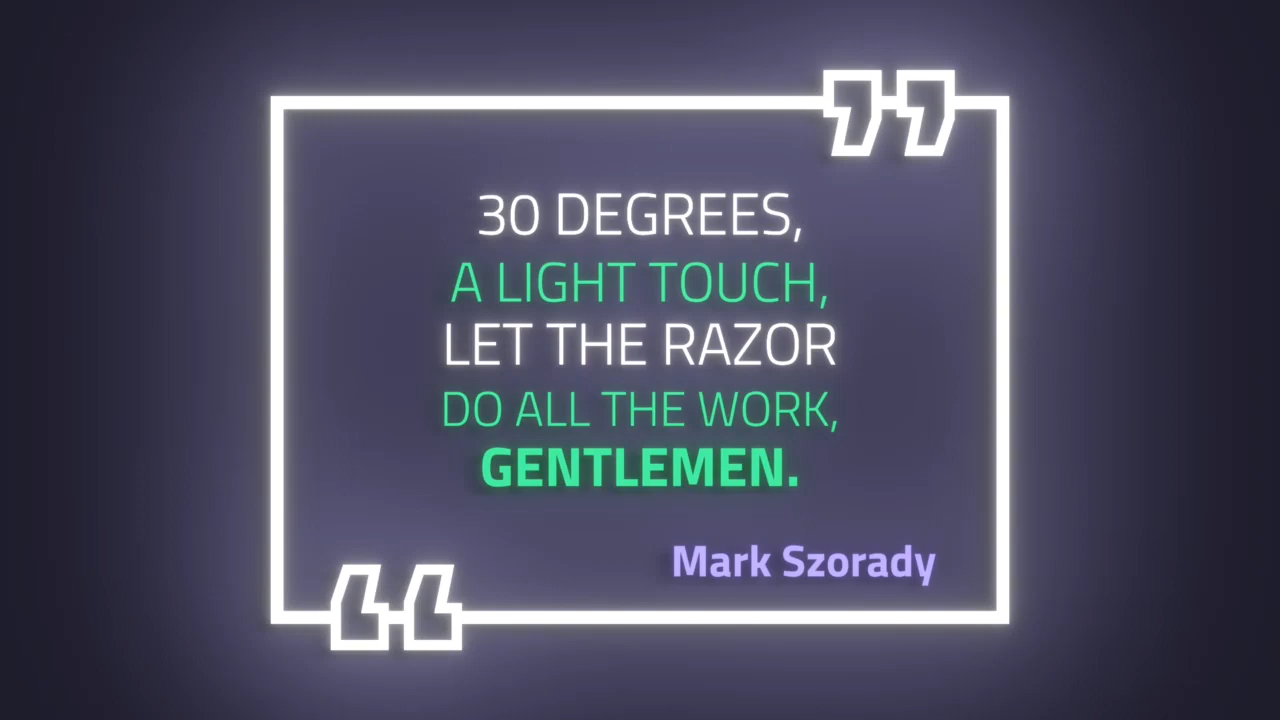 30 DEGREES,
A LIGHT TOUCH,
LET THE RAZOR
DO ALL THE WORK,
GENTLEMEN.
Mark Szorady